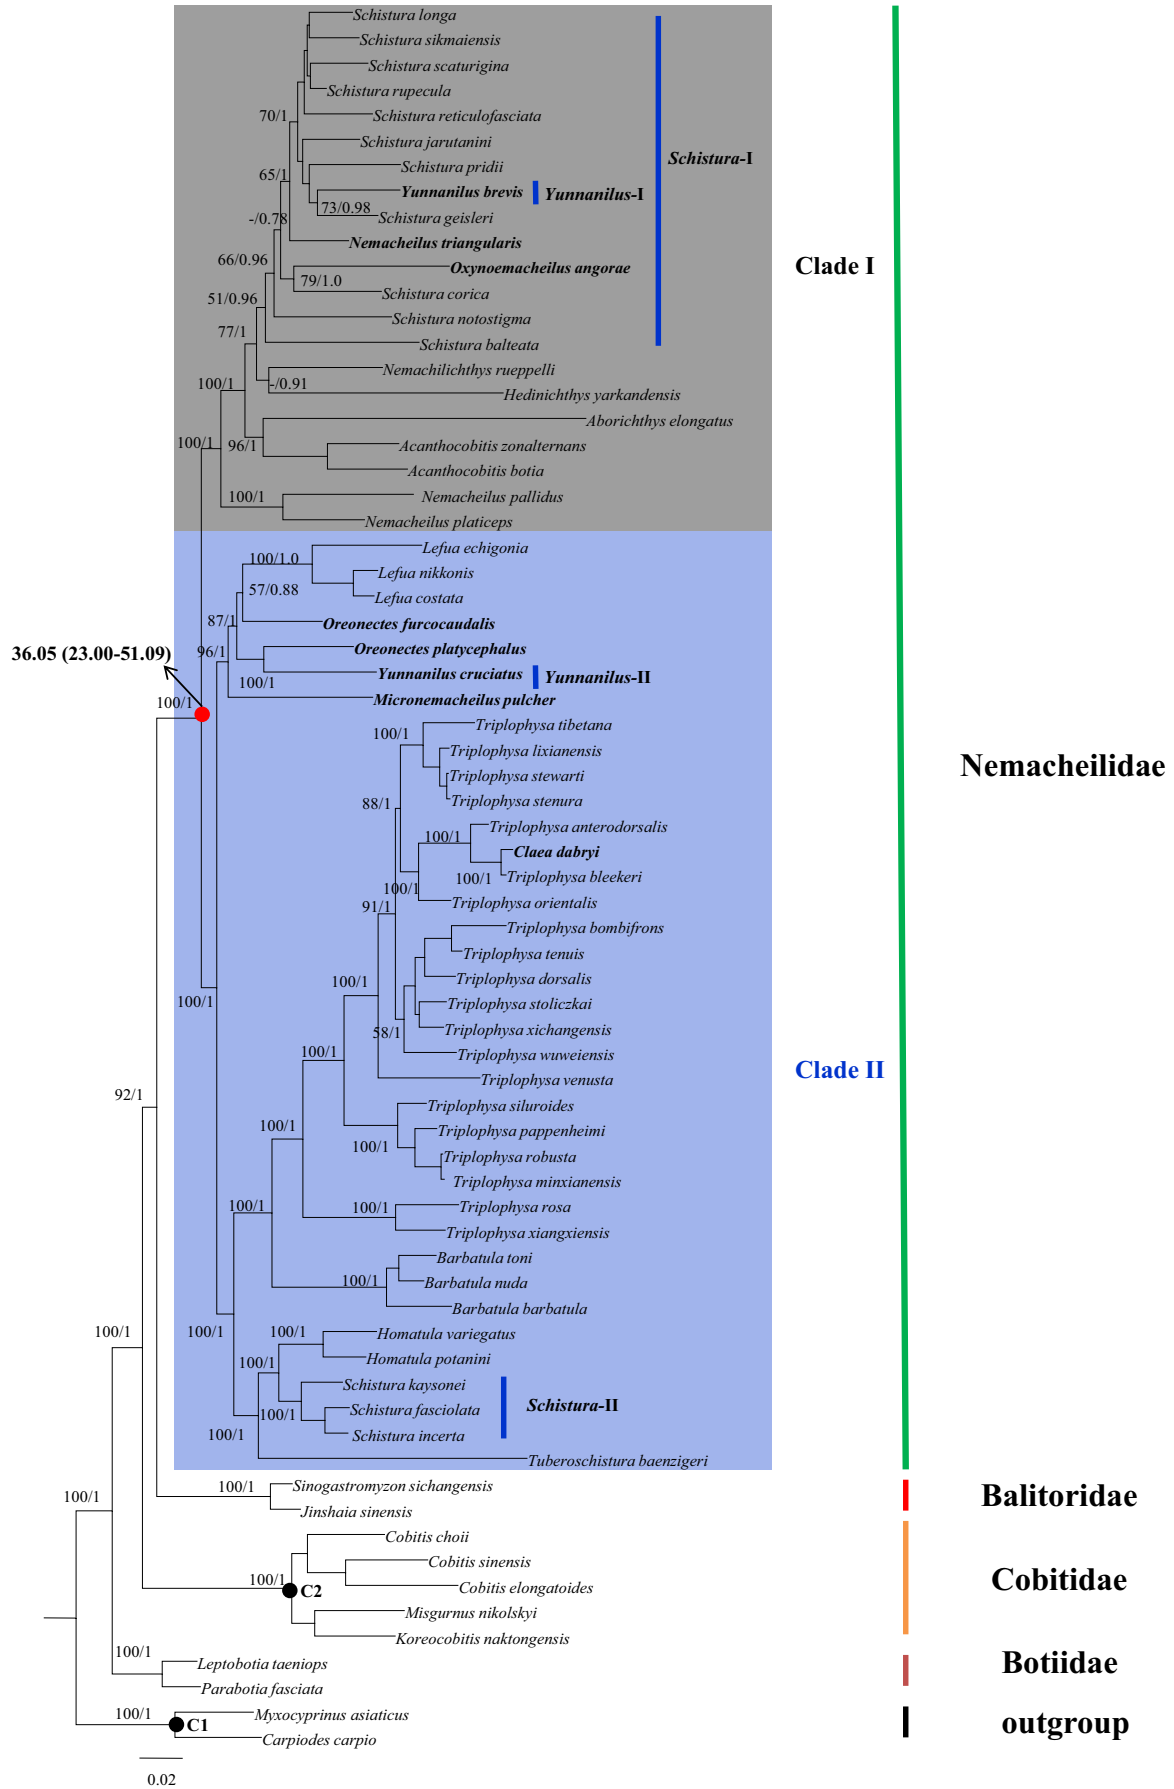 Schistura longa
Schistura sikmaiensis
Schistura scaturigina
Schistura rupecula
Schistura reticulofasciata
70/1
Schistura jarutanini
Schistura-I
Schistura pridii
65/1
Yunnanilus brevis
Yunnanilus-I
73/0.98
Schistura geisleri
-/0.78
Nemacheilus triangularis
66/0.96
Oxynoemacheilus angorae
Clade I
79/1.0
Schistura corica
51/0.96
Schistura notostigma
77/1
Schistura balteata
Nemachilichthys rueppelli
100/1
-/0.91
Hedinichthys yarkandensis
Aborichthys elongatus
100/1
96/1
Acanthocobitis zonalternans
Acanthocobitis botia
100/1
Nemacheilus pallidus
Nemacheilus platiceps
Lefua echigonia
100/1.0
Lefua nikkonis
57/0.88
Lefua costata
87/1
Oreonectes furcocaudalis
36.05 (23.00-51.09)
96/1
Oreonectes platycephalus
Yunnanilus cruciatus
Yunnanilus-II
100/1
Micronemacheilus pulcher
100/1
Triplophysa tibetana
100/1
Triplophysa lixianensis
Nemacheilidae
Triplophysa stewarti
88/1
Triplophysa stenura
Triplophysa anterodorsalis
100/1
Claea dabryi
100/1
Triplophysa bleekeri
100/1
Triplophysa orientalis
91/1
Triplophysa bombifrons
Triplophysa tenuis
100/1
Triplophysa dorsalis
100/1
Triplophysa stoliczkai
58/1
Triplophysa xichangensis
100/1
Triplophysa wuweiensis
Clade II
Triplophysa venusta
92/1
Triplophysa siluroides
100/1
Triplophysa pappenheimi
100/1
Triplophysa robusta
Triplophysa minxianensis
100/1
100/1
Triplophysa rosa
Triplophysa xiangxiensis
Barbatula toni
100/1
Barbatula nuda
Barbatula barbatula
100/1
100/1
100/1
Homatula variegatus
100/1
Homatula potanini
Schistura kaysonei
Schistura-II
100/1
Schistura fasciolata
100/1
Schistura incerta
Tuberoschistura baenzigeri
100/1
100/1
Sinogastromyzon sichangensis
Balitoridae
Jinshaia sinensis
Cobitis choii
Cobitis sinensis
100/1
C2
Cobitis elongatoides
Cobitidae
Misgurnus nikolskyi
Koreocobitis naktongensis
100/1
Leptobotia taeniops
Botiidae
Parabotia fasciata
100/1
C1
Myxocyprinus asiaticus
outgroup
Carpiodes carpio
0.02